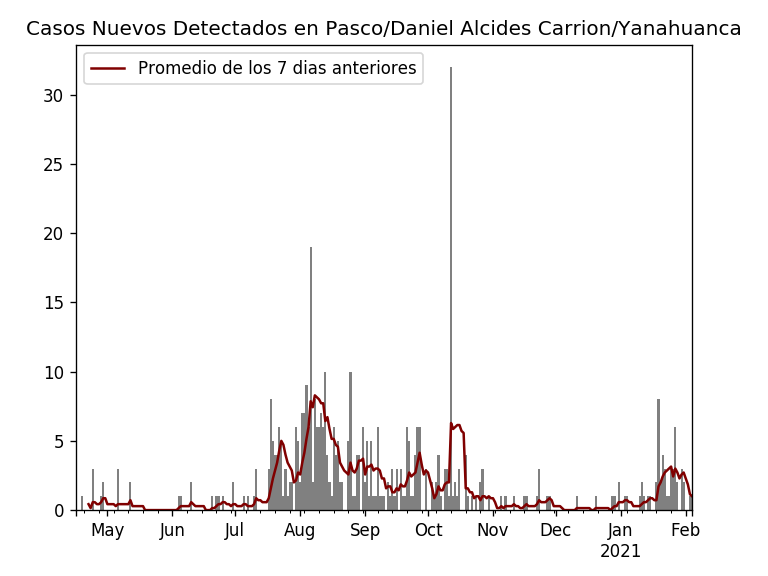 Casos Nuevos Detectados en Pasco/Daniel Alcides Carrion/Yanahuanca
Promedio de los 7 dias anteriores
30
25
20
15
10
5
0
May Jun Jul Aug Sep Oct Nov Dec Jan Feb
2021